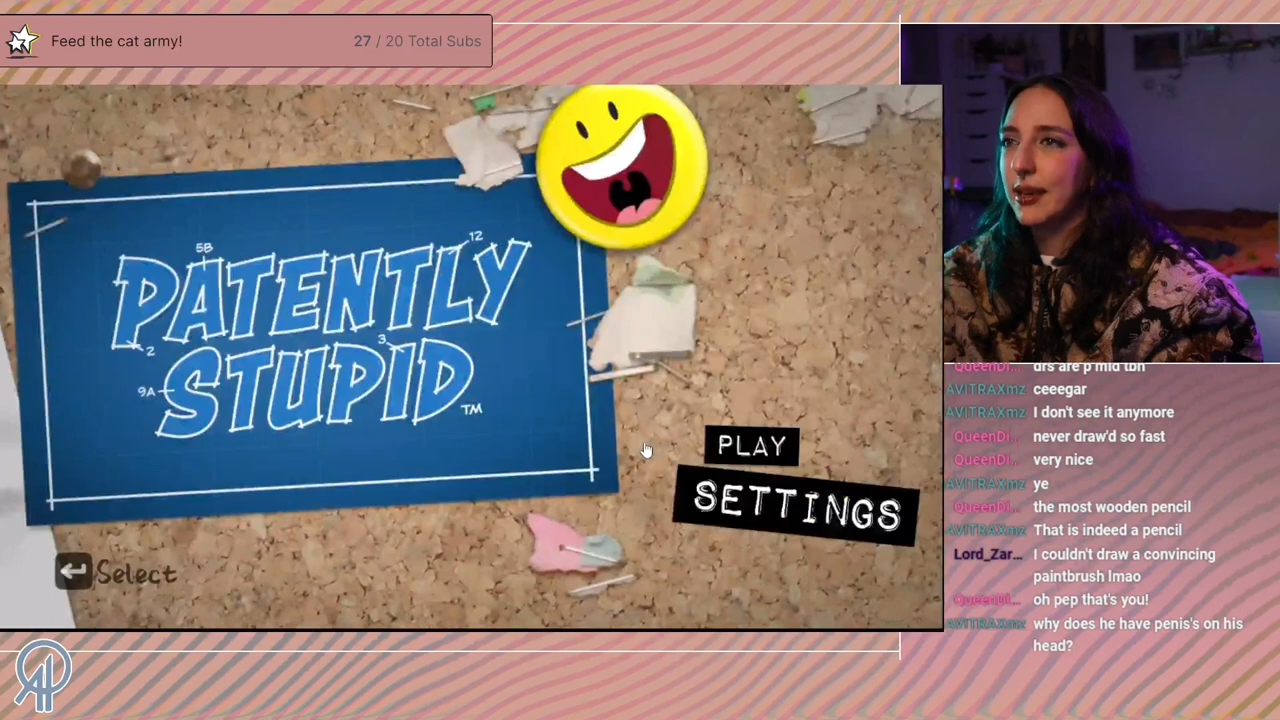 Feed the cat army!
27 / 20 Total Subs
5B
12
PATENTLY
2
3
9A
STUPID
TM
PLAY
SETTINGS
Select
QueenDi... drs are p mid tbh
AVITRAXmz ceeegar
AVITRAXmz I don't see it anymore
QueenDi... never draw'd so fast
QueenDi... very nice
AVITRAXmz ye
QueenDi... the most wooden pencil
AVITRAXmz That is indeed a pencil
Lord_Zar... I couldn't draw a convincing
paintbrush lmao
QueenDi... oh pep that's you!
AVITRAXmz why does he have penis's on his
head?